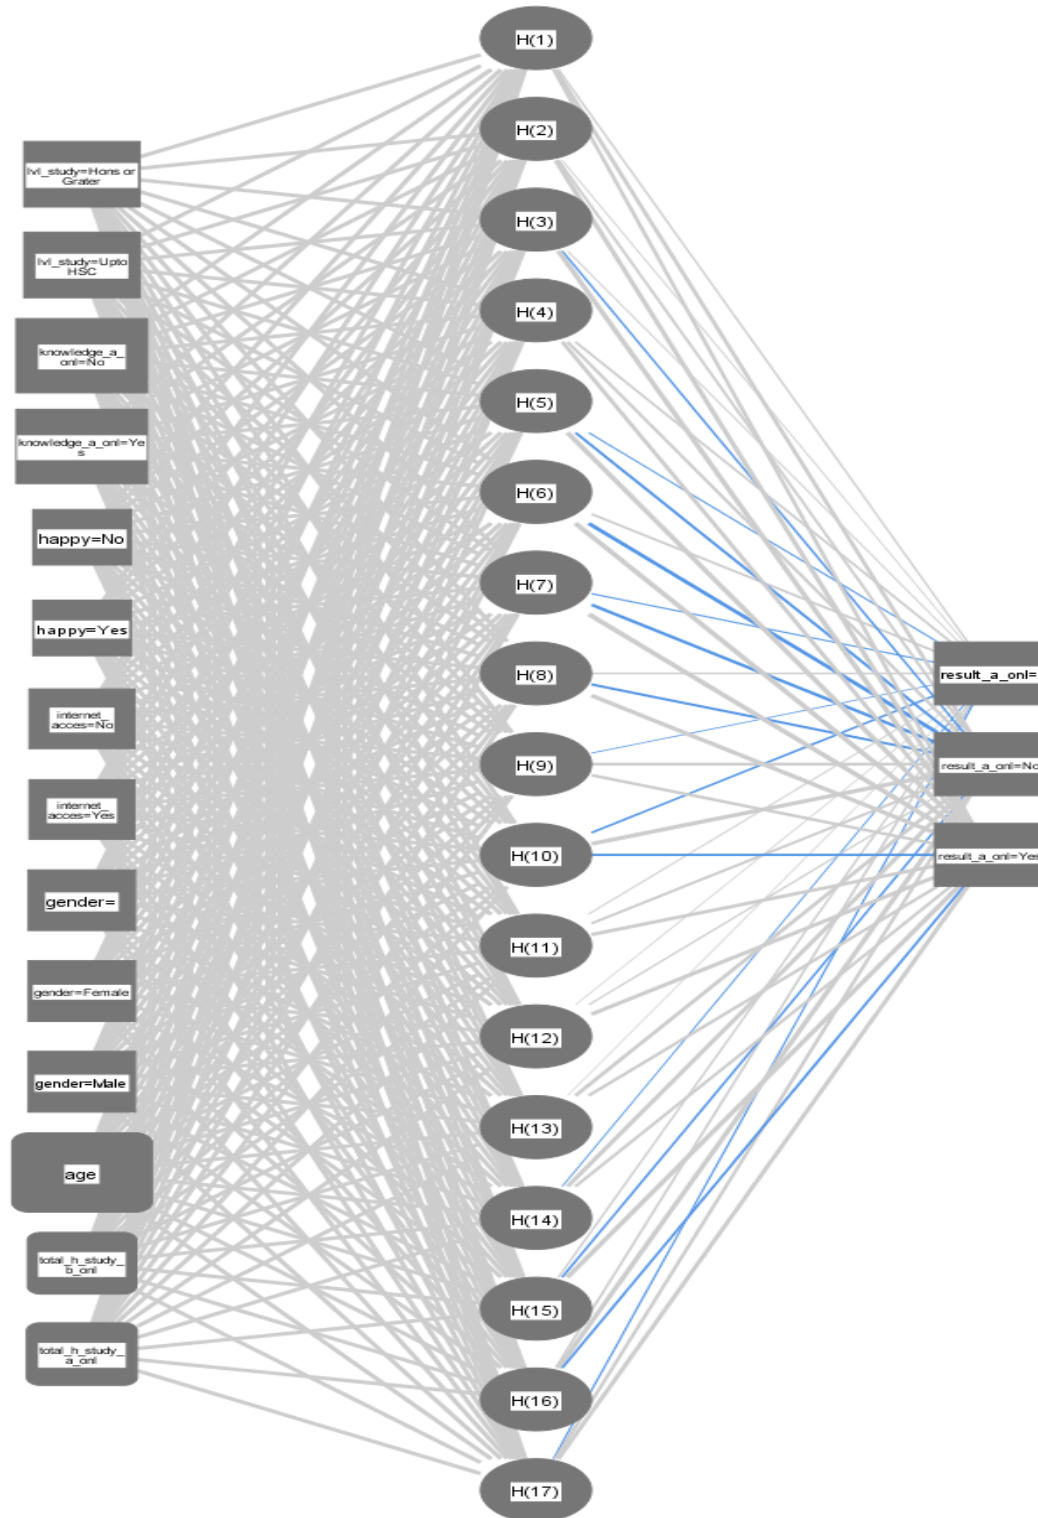 lvl_study=Hons or
Grater
lvl_study=Upto
HSC
knowledge_a_
onl=No
knowledge_a_onl=Ye
s
happy=No
happy=Yes
internet_
acces=No
internet_
acces=Yes
gender=
gender=Female
gender=Male
age
total_h_study_
b_onl
total_h_study_
a_onl
H(1)
H(2)
H(3)
H(4)
H(5)
H(6)
H(7)
H(8)
H(9)
H(10)
H(11)
H(12)
H(13)
H(14)
H(15)
H(16)
H(17)
result_a_onl=
result_a_onl=No
result_a_onl=Yes